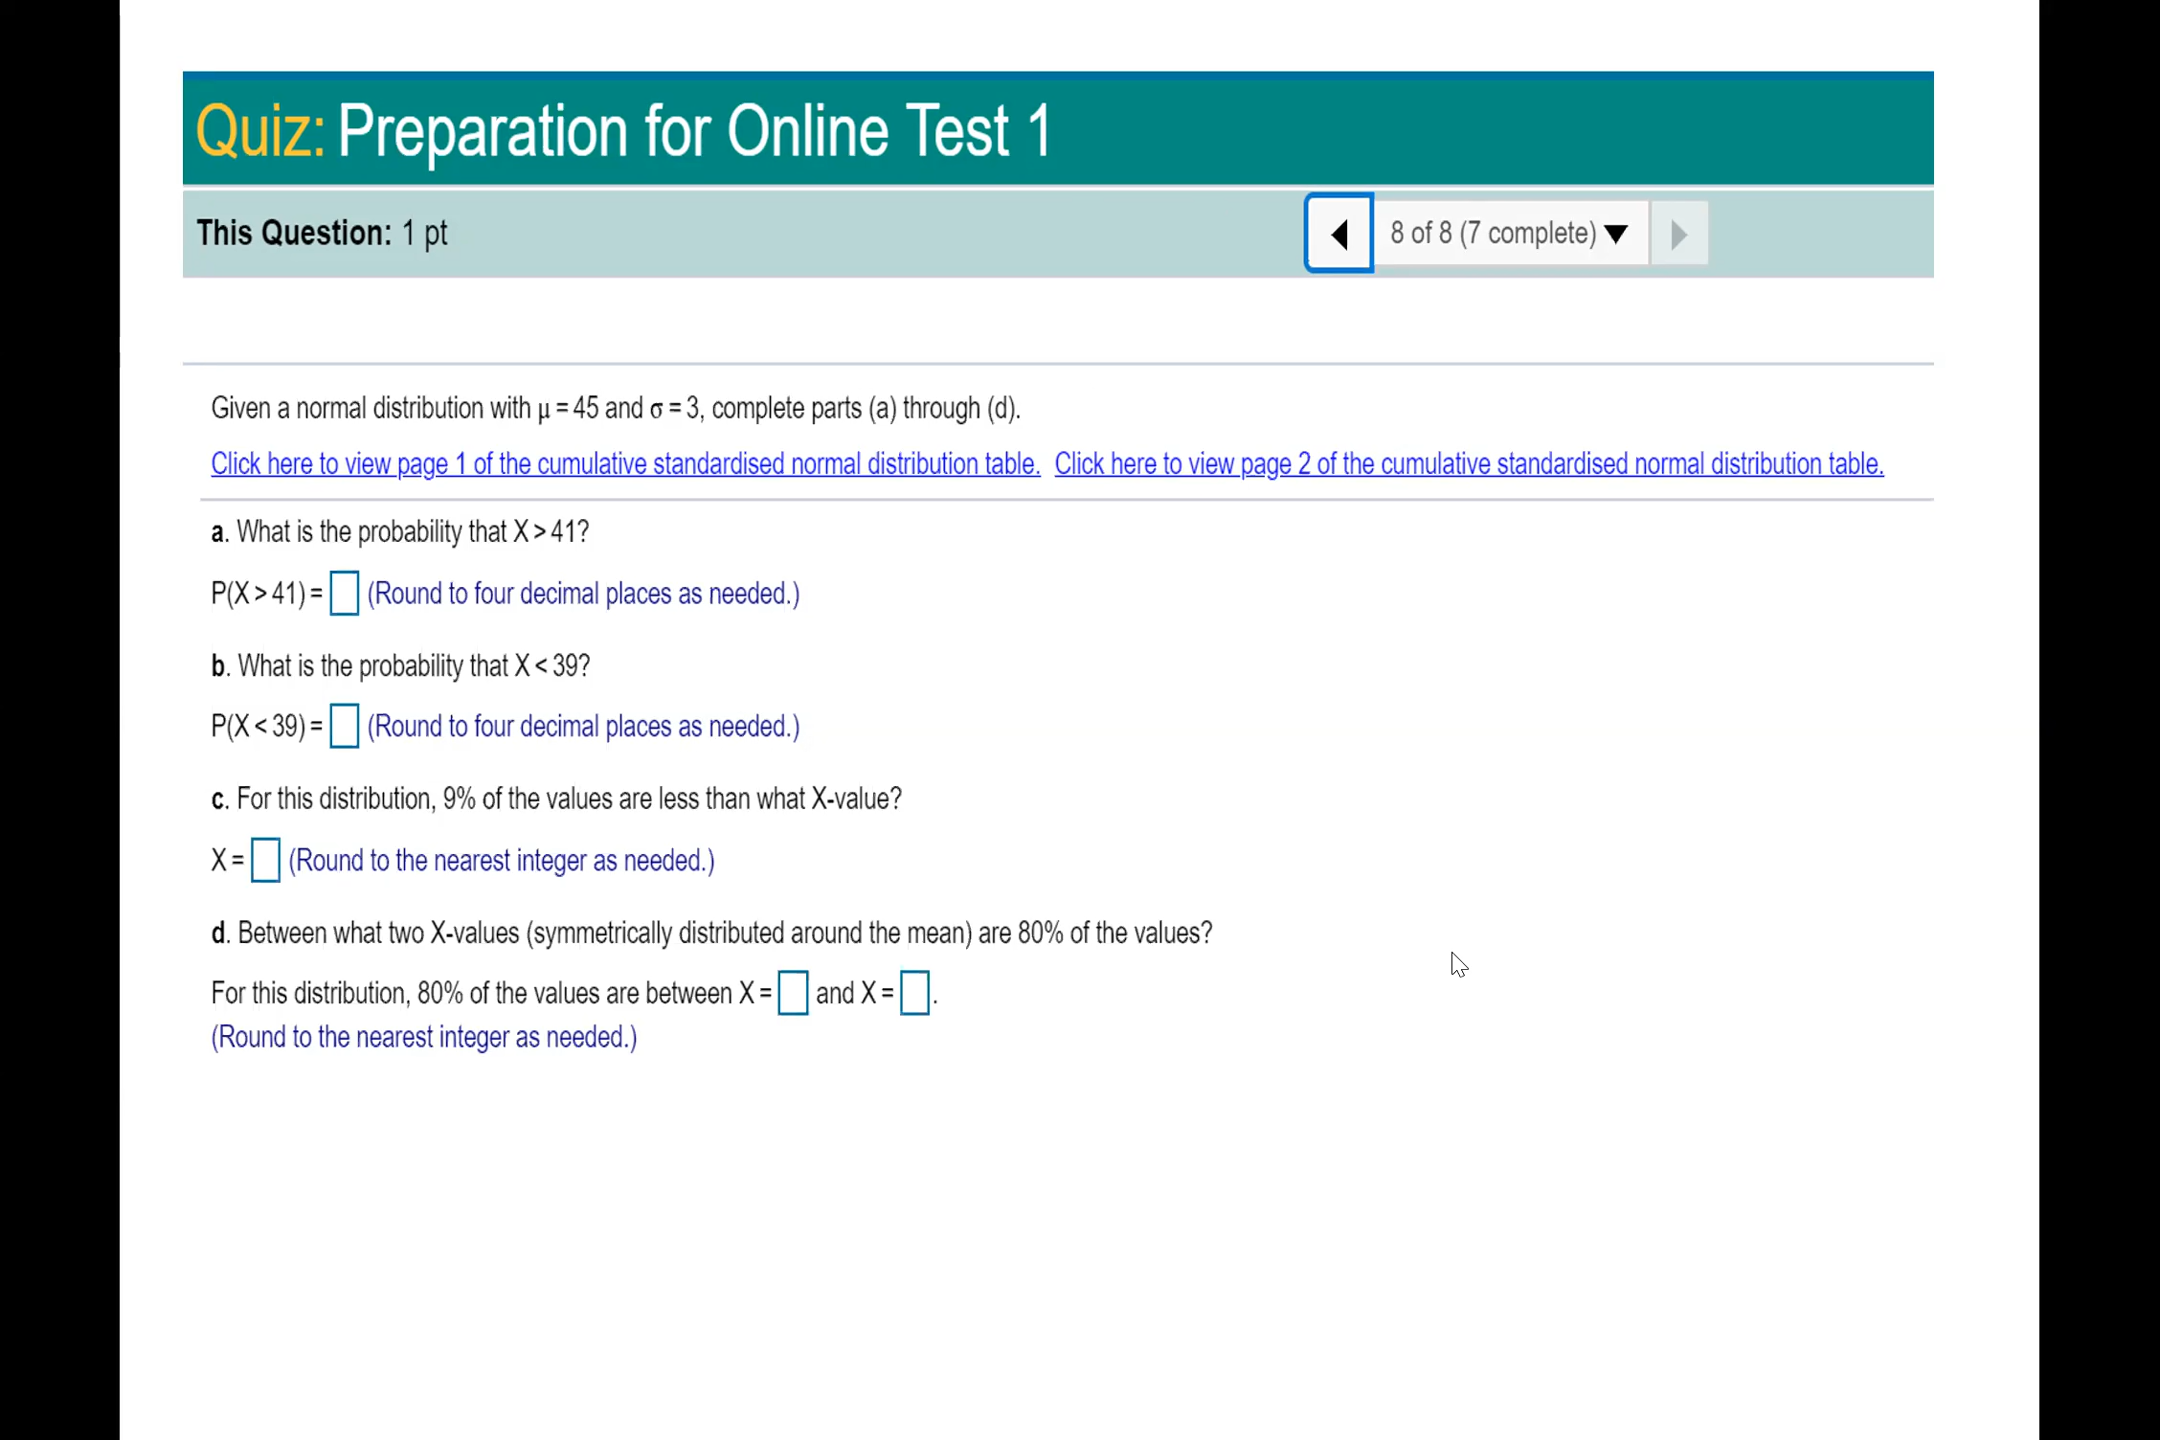 Quiz: Preparation for Online Test 1
This Question: 1 pt
8 of 8 (7 complete)
Given a normal distribution with μ = 45 and σ = 3, complete parts (a) through (d).
Click here to view page 1 of the cumulative standardised normal distribution table. Click here to view page 2 of the cumulative standardised normal distribution table.
a. What is the probability that X > 41?
P(X > 41) = (Round to four decimal places as needed.)
b. What is the probability that X < 39?
P(X < 39) = (Round to four decimal places as needed.)
c. For this distribution, 9% of the values are less than what X-value?
X = (Round to the nearest integer as needed.)
d. Between what two X-values (symmetrically distributed around the mean) are 80% of the values?
For this distribution, 80% of the values are between X = and X = .
(Round to the nearest integer as needed.)